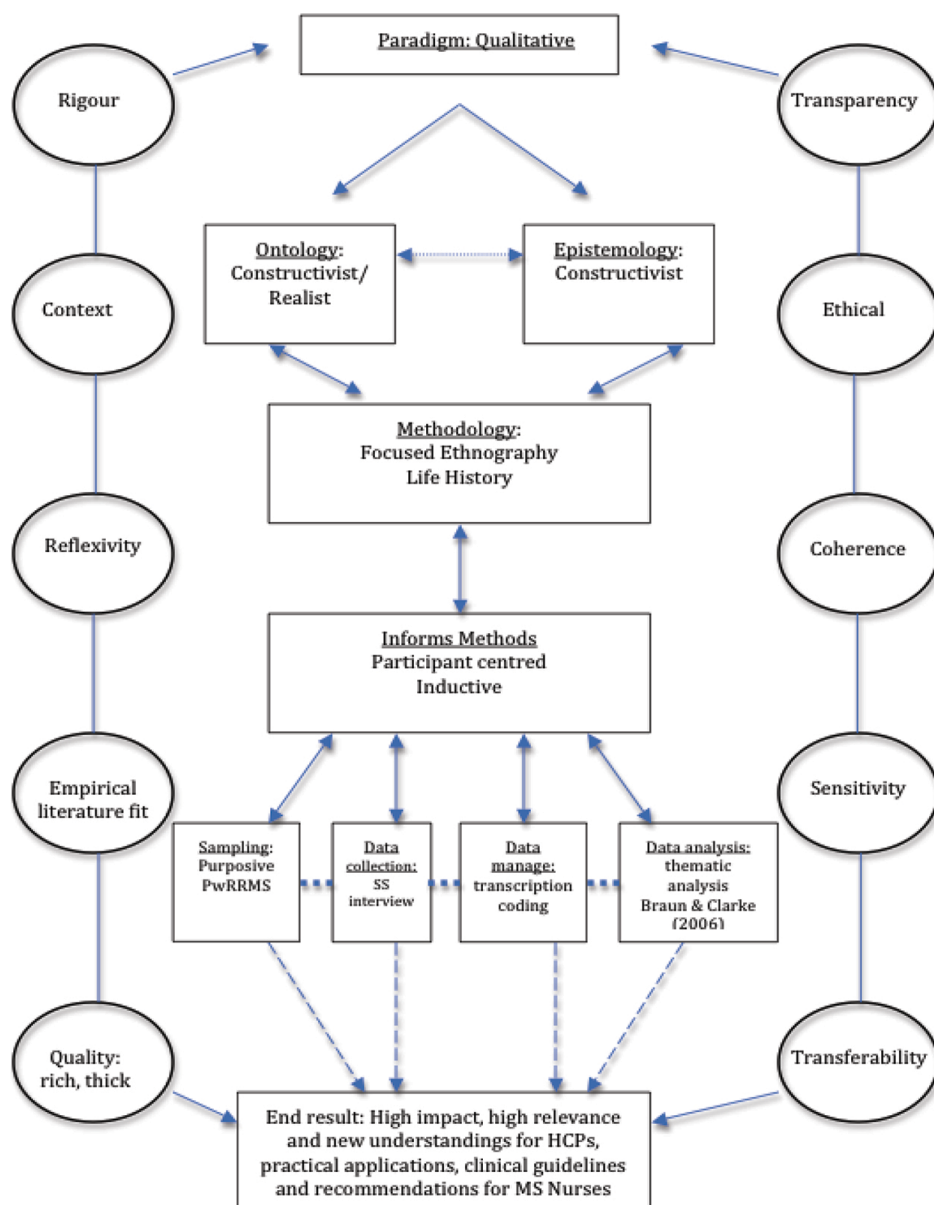 Paradigm: Qualitative
Rigour
Transparency
Ontology:
Constructivist/
Realist
Epistemology:
Constructivist
Context
Ethical
Methodology:
Focused Ethnography
Life History
Reflexivity
Coherence
Informs Methods
Participant centred
Inductive
Empirical
literature fit
Sensitivity
Sampling:
Purposive
PwRRMS
Data
collection:
SS
interview
Data
manage:
transcription
coding
Data analysis:
thematic
analysis
Braun & Clarke
(2006)
Quality:
rich, thick
Transferability
End result: High impact, high relevance
and new understandings for HCPs,
practical applications, clinical guidelines
and recommendations for MS Nurses